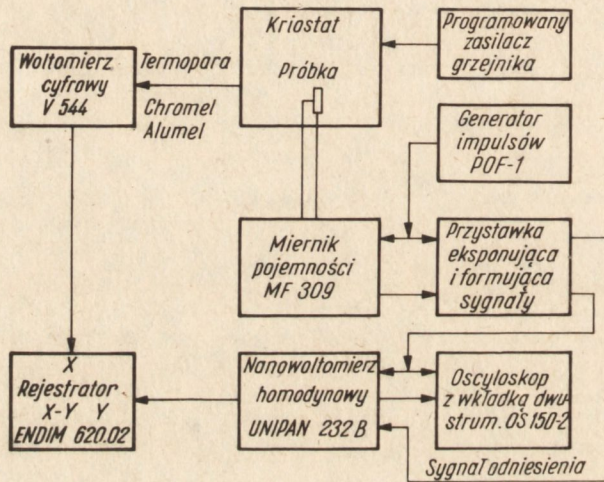 Kriostat
Próbka
Programowany
zasilacz
grzejnika
Woltomierz
cyfrowy
V 544
Termopara
Chromel
Alumel
Generator
impulsów
POF-1
Miernik
pojemności
MF 309
Przystawka
eksponująca
i formująca
sygnały
X
Rejestrator
X-Y Y
ENDIM 620.02
Nanowoltomierz
homodynowy
UNIPAN 232 B
Oscyloskop
z wkładką dwu-
strum. OS 150-2
Sygnał odniesienia